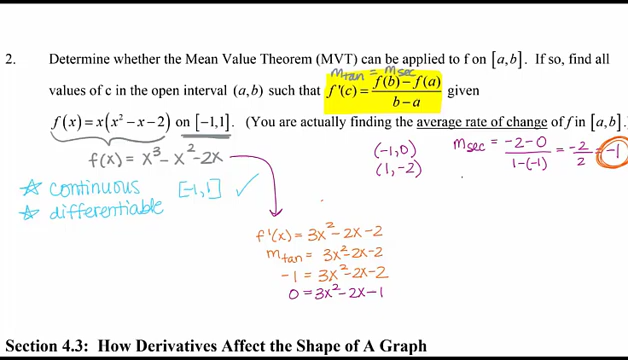 2. Determine whether the Mean Value Theorem (MVT) can be applied to f on [a,b]. If so, find all
m tan = m sec
values of c in the open interval (a,b) such that f'(c) = f(b) − f(a) / b − a given
f(x) = x(x² − x − 2) on [−1,1]. (You are actually finding the average rate of change of f in [a,b].
f(x) = x³ − x² − 2x
(-1,0)
(1,-2)
m sec = -2-0 / 1-(-1) = -2/2 = -1
☆ continuous [-1,1] ✓
☆ differentiable
f'(x) = 3x² − 2x − 2
m tan = 3x² − 2x − 2
-1 = 3x² − 2x − 2
0 = 3x² − 2x − 1
Section 4.3: How Derivatives Affect the Shape of A Graph